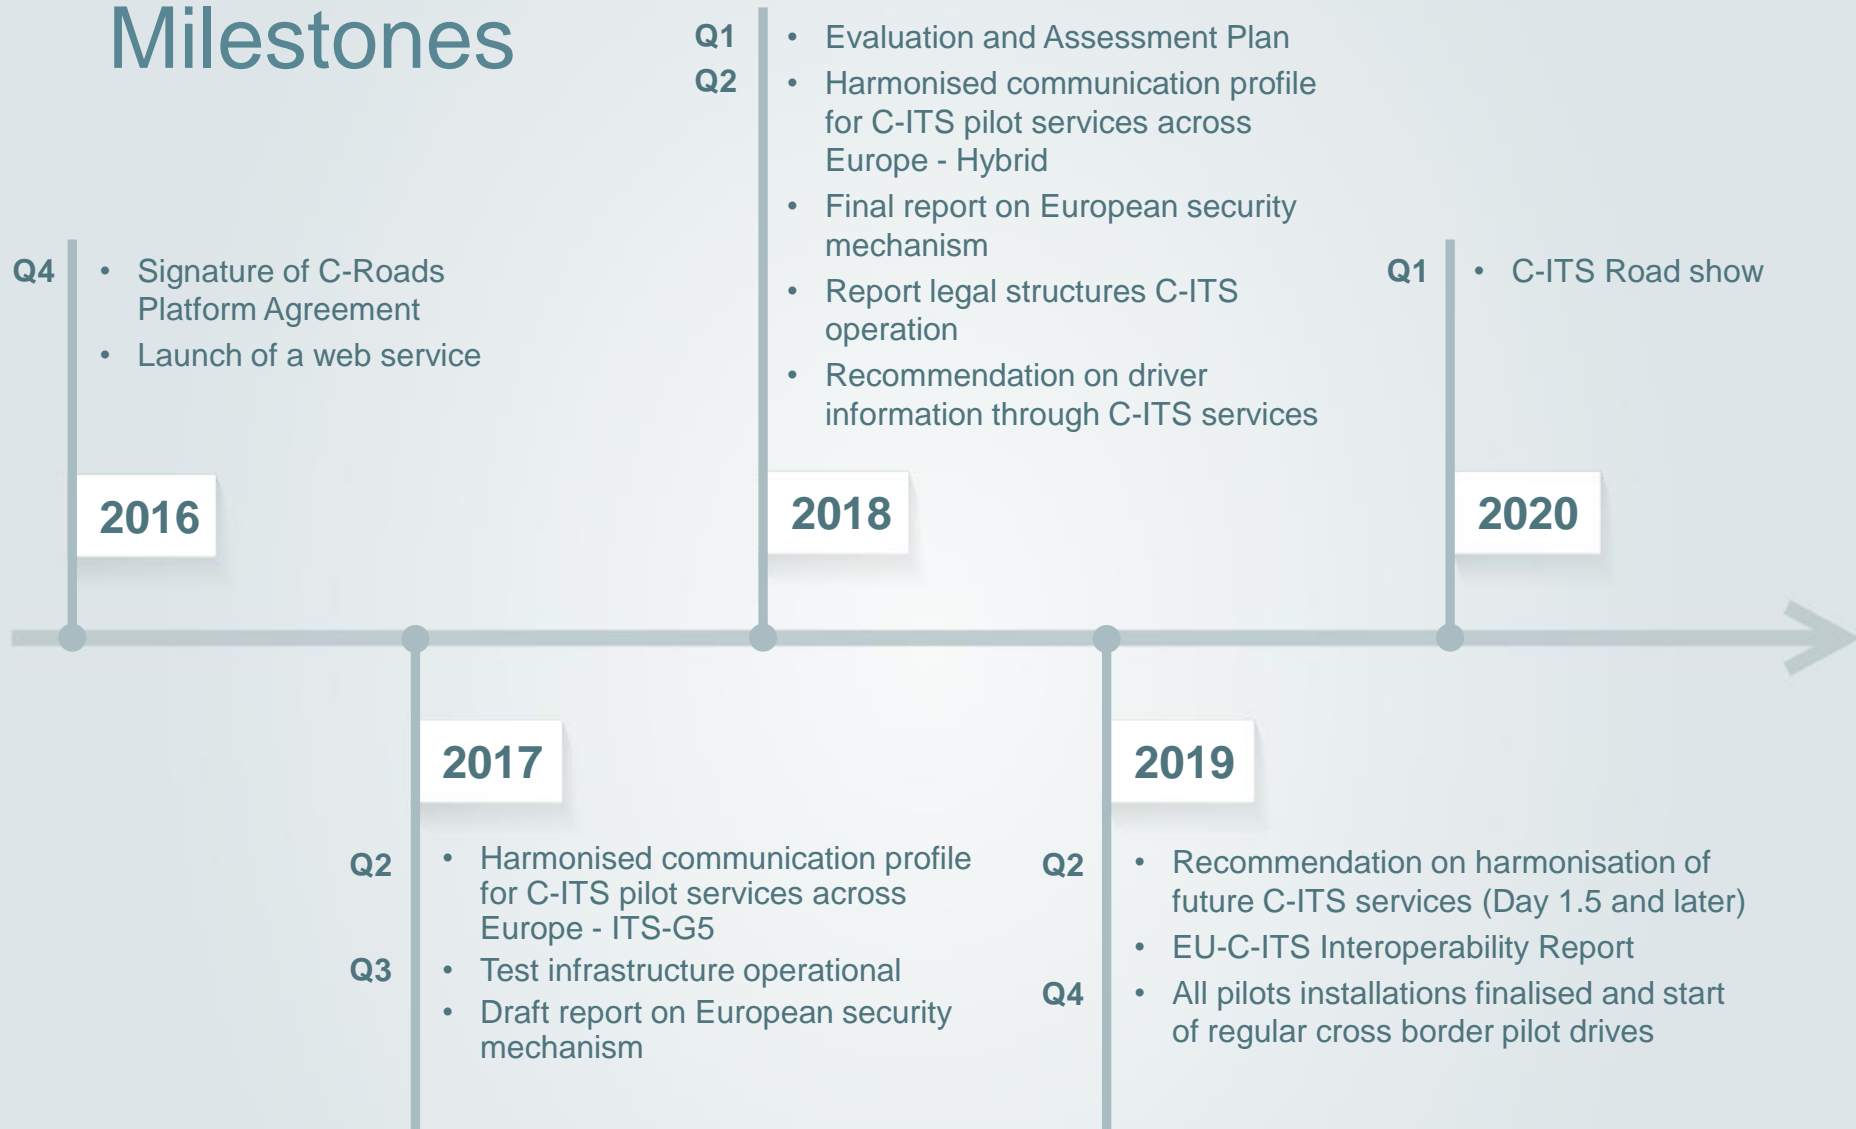 Milestones
Q4
• Signature of C-Roads
Platform Agreement
• Launch of a web service
2016
2017
Q2
• Harmonised communication profile
for C-ITS pilot services across
Europe - ITS-G5
Q3
• Test infrastructure operational
• Draft report on European security
mechanism
Q1
• Evaluation and Assessment Plan
Q2
• Harmonised communication profile
for C-ITS pilot services across
Europe - Hybrid
• Final report on European security
mechanism
• Report legal structures C-ITS
operation
• Recommendation on driver
information through C-ITS services
2018
2019
Q2
• Recommendation on harmonisation of
future C-ITS services (Day 1.5 and later)
• EU-C-ITS Interoperability Report
Q4
• All pilots installations finalised and start
of regular cross border pilot drives
Q1
• C-ITS Road show
2020